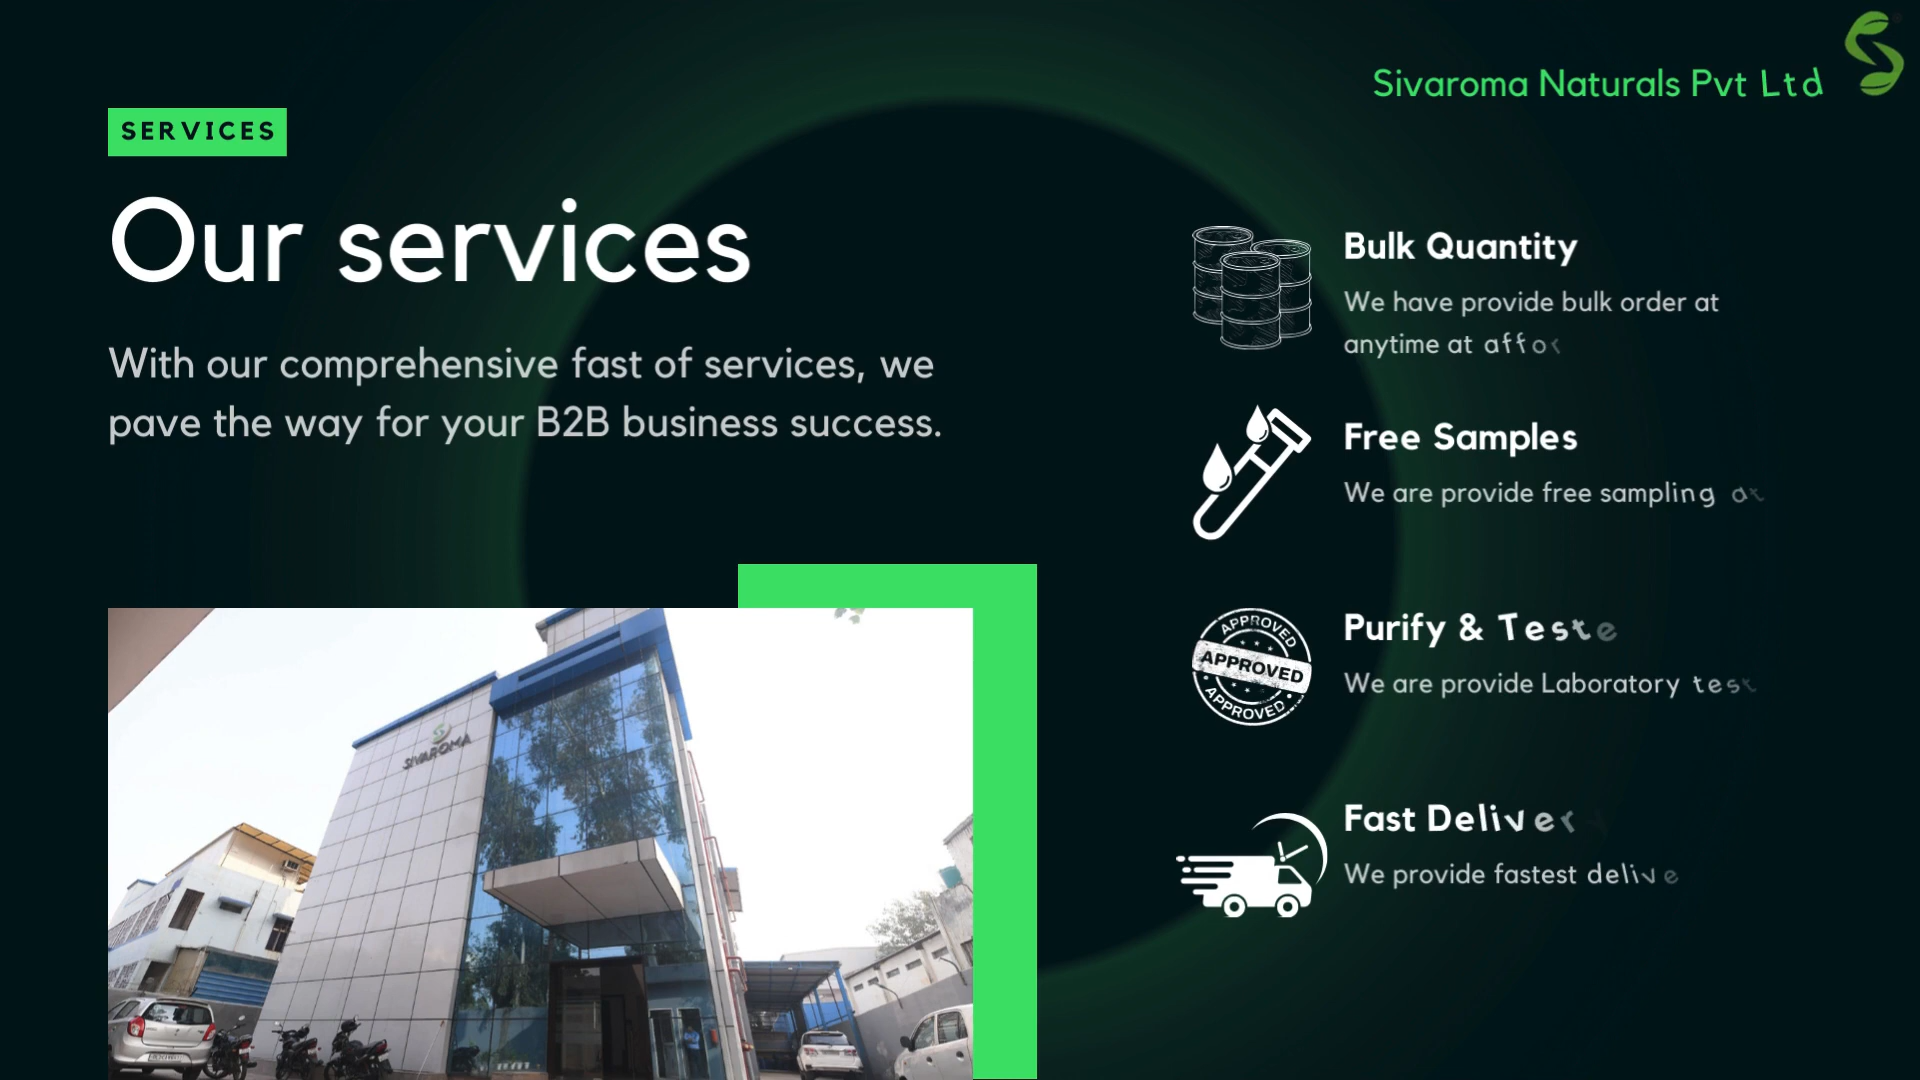 Sivaroma Naturals Pvt Ltd
SERVICES
Our services
With our comprehensive fast of services, we
pave the way for your B2B business success.
SIVAROMA
Bulk Quantity
We have provide bulk order at
anytime at
Free Samples
We are provide free sampling at
APPROVED
APPROVED
APPROVED
Purify &
We are provide Laboratory
Fast
We provide fastest